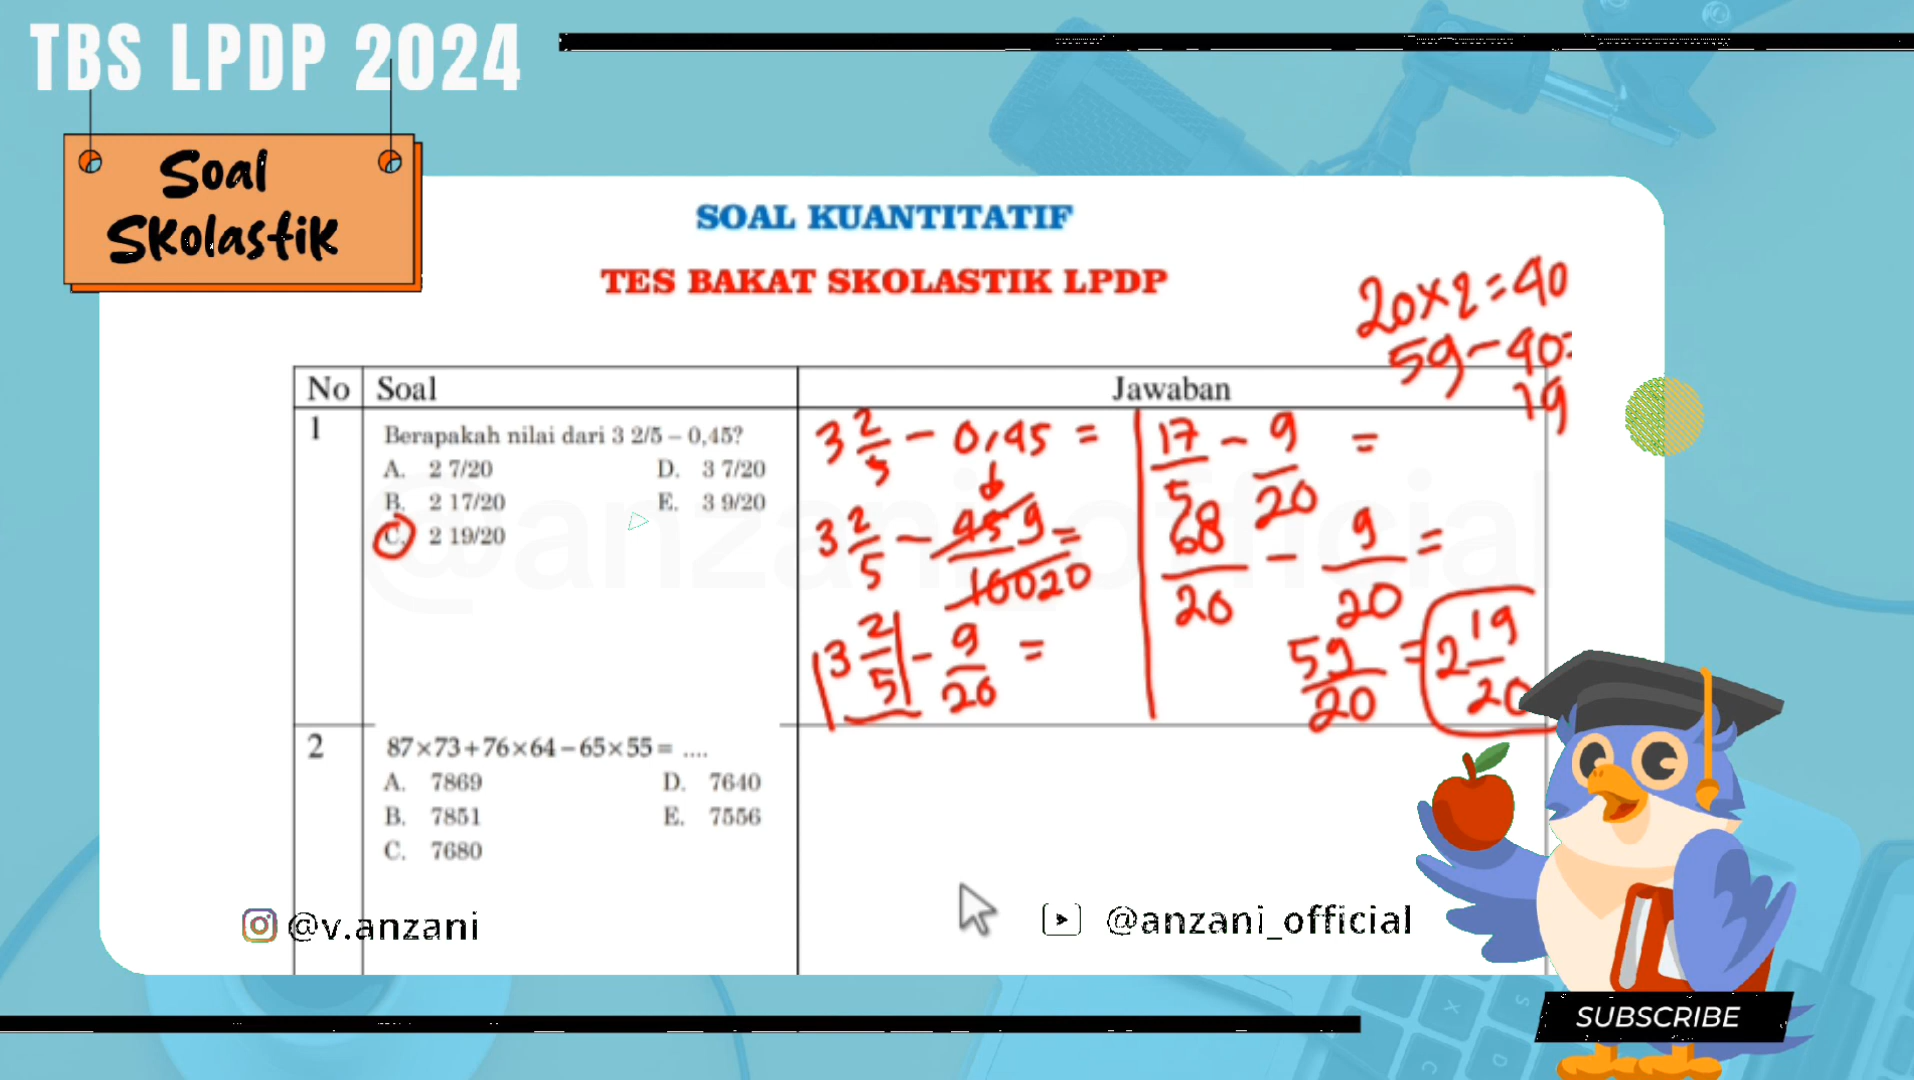 TBS LPDP 2024
Soal
Skolastik
SOAL KUANTITATIF
TES BAKAT SKOLASTIK LPDP
20×2=40
59-40=
19
No Soal Jawaban
1 Berapakah nilai dari 3 2/5 – 0,45?
A. 2 7/20 D. 3 7/20
B. 2 17/20 E. 3 9/20
C. 2 19/20
3 2/5 - 0,45 =
3 2/5 - 45/100 9/20 =
3 2/5 - 9/20 =
17/5 - 9/20 =
68/20 - 9/20 =
59/20 = 2 19/20
@anzani_official
2 87×73+76×64−65×55= ....
A. 7869 D. 7640
B. 7851 E. 7556
C. 7680
@v.anzani
@anzani_official
SUBSCRIBE